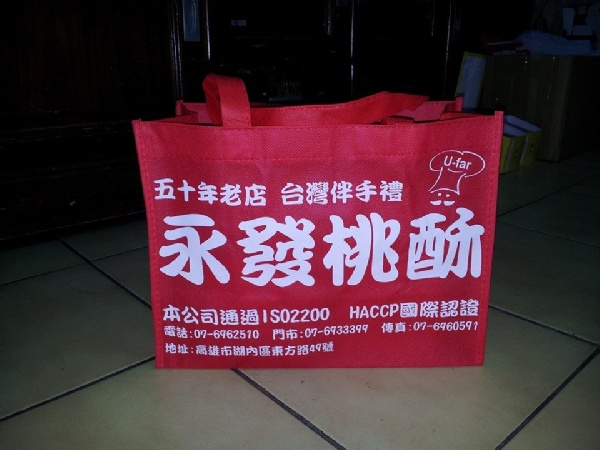 U-far
五十年老店 台灣伴手禮
永發桃酥
本公司通過ISO2200 HACCP國際認證
電話:07-6962510 門市:07-6933399 傳真:07-6960591
地址:高雄市湖內區東方路49號